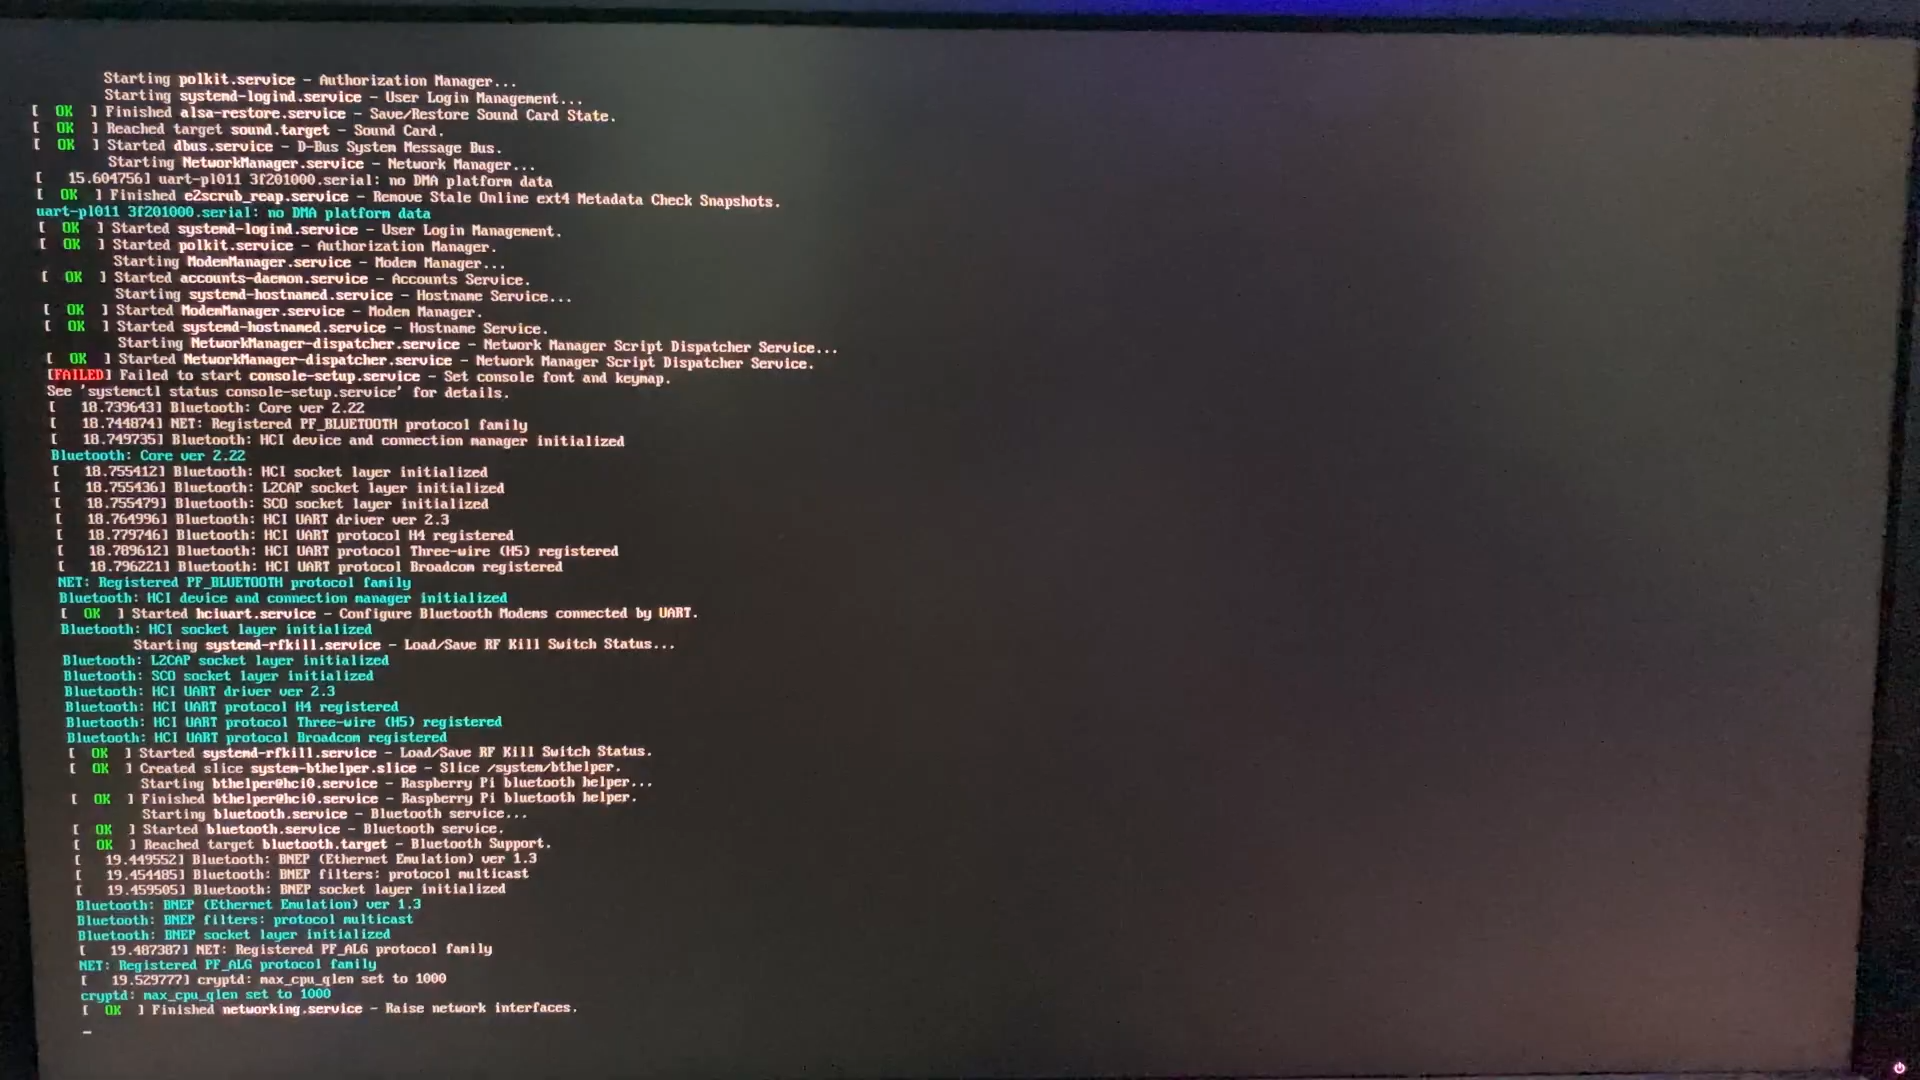 Starting polkit.service - Authorization Manager...
Starting systemd-logind.service - User Login Management...
[  OK  ] Finished alsa-restore.service - Save/Restore Sound Card State.
[  OK  ] Reached target sound.target - Sound Card.
[  OK  ] Started dbus.service - D-Bus System Message Bus.
Starting NetworkManager.service - Network Manager...
[   15.604756] uart-pl011 3f201000.serial: no DMA platform data
[  OK  ] Finished e2scrub_reap.service - Remove Stale Online ext4 Metadata Check Snapshots.
uart-pl011 3f201000.serial: no DMA platform data
[  OK  ] Started systemd-logind.service - User Login Management.
[  OK  ] Started polkit.service - Authorization Manager.
Starting ModemManager.service - Modem Manager...
[  OK  ] Started accounts-daemon.service - Accounts Service.
Starting systemd-hostnamed.service - Hostname Service...
[  OK  ] Started ModemManager.service - Modem Manager.
[  OK  ] Started systemd-hostnamed.service - Hostname Service.
Starting NetworkManager-dispatcher.service - Network Manager Script Dispatcher Service...
[  OK  ] Started NetworkManager-dispatcher.service - Network Manager Script Dispatcher Service.
[FAILED] Failed to start console-setup.service - Set console font and keymap.
See 'systemctl status console-setup.service' for details.
[   18.739643] Bluetooth: Core ver 2.22
[   18.744874] NET: Registered PF_BLUETOOTH protocol family
[   18.749735] Bluetooth: HCI device and connection manager initialized
Bluetooth: Core ver 2.22
[   18.755412] Bluetooth: HCI socket layer initialized
[   18.755436] Bluetooth: L2CAP socket layer initialized
[   18.755479] Bluetooth: SCO socket layer initialized
[   18.764996] Bluetooth: HCI UART driver ver 2.3
[   18.779746] Bluetooth: HCI UART protocol H4 registered
[   18.789612] Bluetooth: HCI UART protocol Three-wire (H5) registered
[   18.796221] Bluetooth: HCI UART protocol Broadcom registered
NET: Registered PF_BLUETOOTH protocol family
Bluetooth: HCI device and connection manager initialized
[  OK  ] Started hciuart.service - Configure Bluetooth Modems connected by UART.
Bluetooth: HCI socket layer initialized
Starting systemd-rfkill.service - Load/Save RF Kill Switch Status...
Bluetooth: L2CAP socket layer initialized
Bluetooth: SCO socket layer initialized
Bluetooth: HCI UART driver ver 2.3
Bluetooth: HCI UART protocol H4 registered
Bluetooth: HCI UART protocol Three-wire (H5) registered
Bluetooth: HCI UART protocol Broadcom registered
[  OK  ] Started systemd-rfkill.service - Load/Save RF Kill Switch Status.
[  OK  ] Created slice system-bthelper.slice - Slice /system/bthelper.
Starting bthelper@hci0.service - Raspberry Pi bluetooth helper...
[  OK  ] Finished bthelper@hci0.service - Raspberry Pi bluetooth helper.
Starting bluetooth.service - Bluetooth service...
[  OK  ] Started bluetooth.service - Bluetooth service.
[  OK  ] Reached target bluetooth.target - Bluetooth Support.
[   19.449552] Bluetooth: BNEP (Ethernet Emulation) ver 1.3
[   19.454485] Bluetooth: BNEP filters: protocol multicast
[   19.459505] Bluetooth: BNEP socket layer initialized
Bluetooth: BNEP (Ethernet Emulation) ver 1.3
Bluetooth: BNEP filters: protocol multicast
Bluetooth: BNEP socket layer initialized
[   19.487387] NET: Registered PF_ALG protocol family
NET: Registered PF_ALG protocol family
[   19.529777] cryptd: max_cpu_qlen set to 1000
cryptd: max_cpu_qlen set to 1000
[  OK  ] Finished networking.service - Raise network interfaces.
_